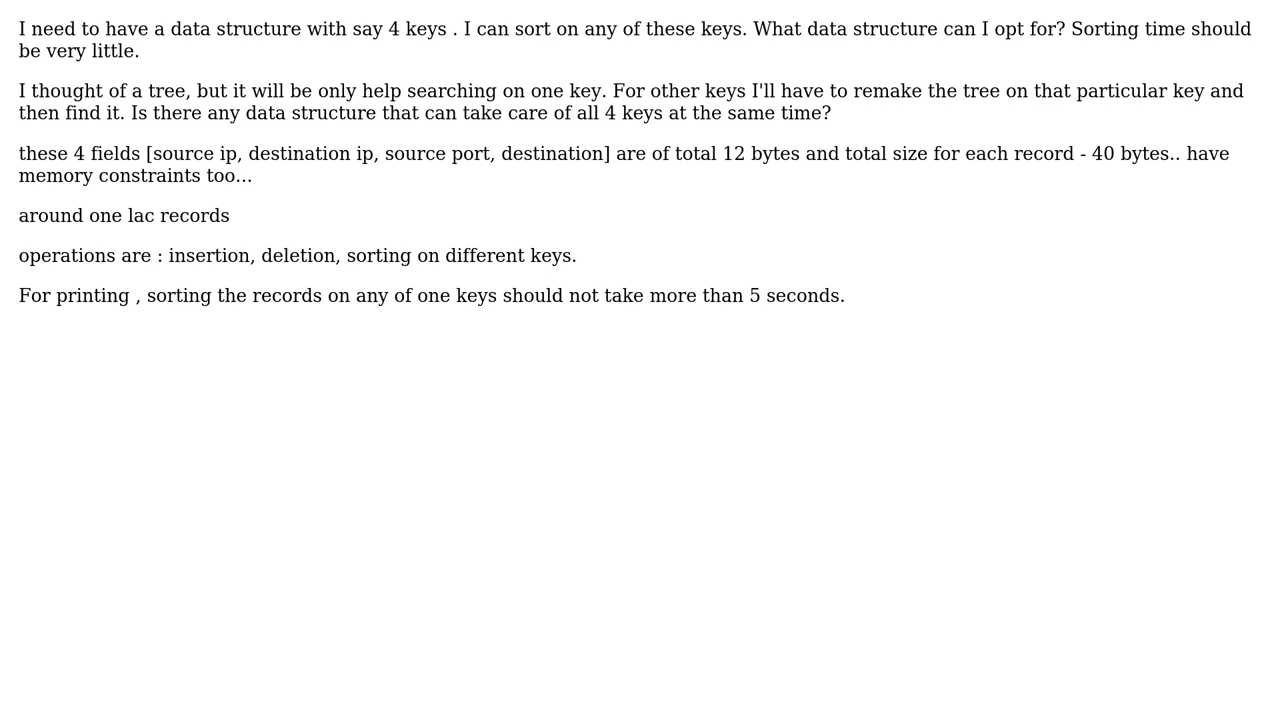 I need to have a data structure with say 4 keys . I can sort on any of these keys. What data structure can I opt for? Sorting time should
be very little.
I thought of a tree, but it will be only help searching on one key. For other keys I'll have to remake the tree on that particular key and
then find it. Is there any data structure that can take care of all 4 keys at the same time?
these 4 fields [source ip, destination ip, source port, destination] are of total 12 bytes and total size for each record - 40 bytes.. have
memory constraints too...
around one lac records
operations are : insertion, deletion, sorting on different keys.
For printing , sorting the records on any of one keys should not take more than 5 seconds.